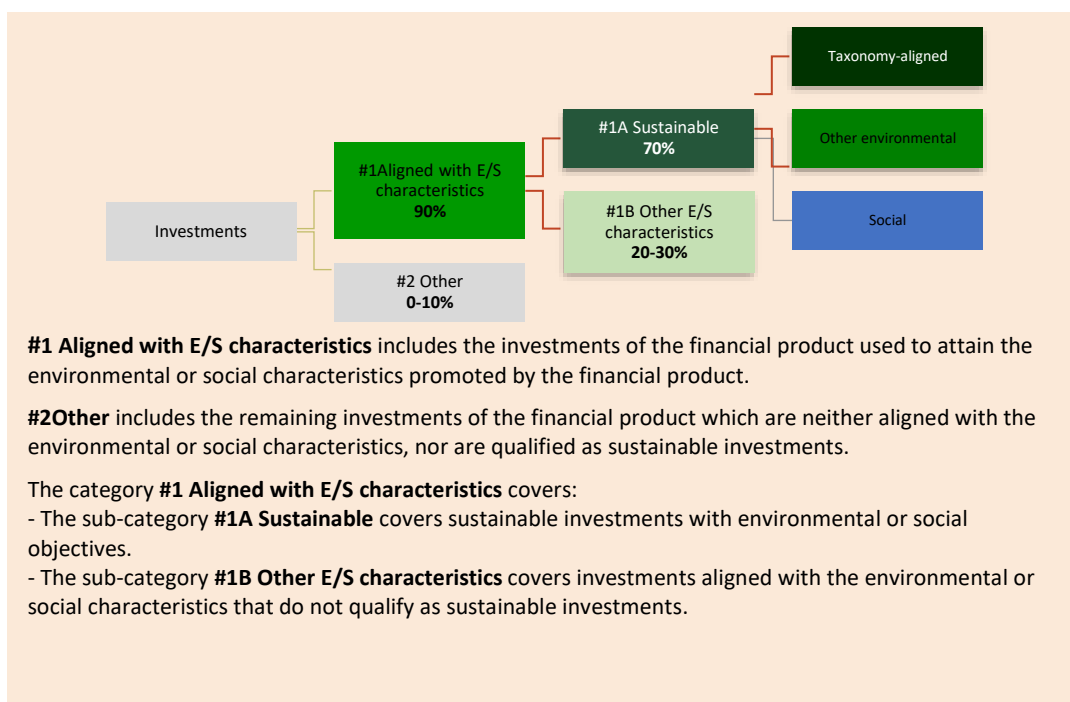 Taxonomy-aligned
#1A Sustainable
70%
Other environmental
#1Aligned with E/S
characteristics
90%
Investments
#1B Other E/S
characteristics
20-30%
Social
#2 Other
0-10%
#1 Aligned with E/S characteristics includes the investments of the financial product used to attain the
environmental or social characteristics promoted by the financial product.
#2Other includes the remaining investments of the financial product which are neither aligned with the
environmental or social characteristics, nor are qualified as sustainable investments.
The category #1 Aligned with E/S characteristics covers:
- The sub-category #1A Sustainable covers sustainable investments with environmental or social
objectives.
- The sub-category #1B Other E/S characteristics covers investments aligned with the environmental or
social characteristics that do not qualify as sustainable investments.